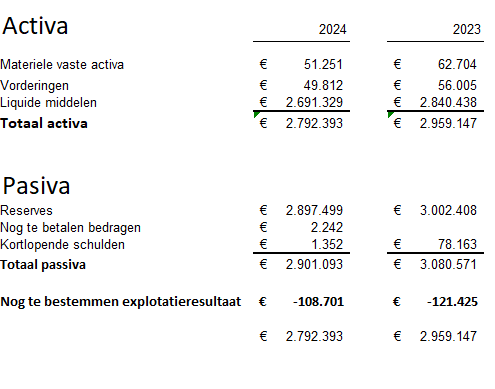 Activa 2024 2023
Materiele vaste activa € 51.251 € 62.704
Vorderingen € 49.812 € 56.005
Liquide middelen € 2.691.329 € 2.840.438
Totaal activa € 2.792.393 € 2.959.147
Pasiva
Reserves € 2.897.499 € 3.002.408
Nog te betalen bedragen € 2.242
Kortlopende schulden € 1.352 € 78.163
Totaal passiva € 2.901.093 € 3.080.571
Nog te bestemmen explotatieresultaat € -108.701 € -121.425
€ 2.792.393 € 2.959.147